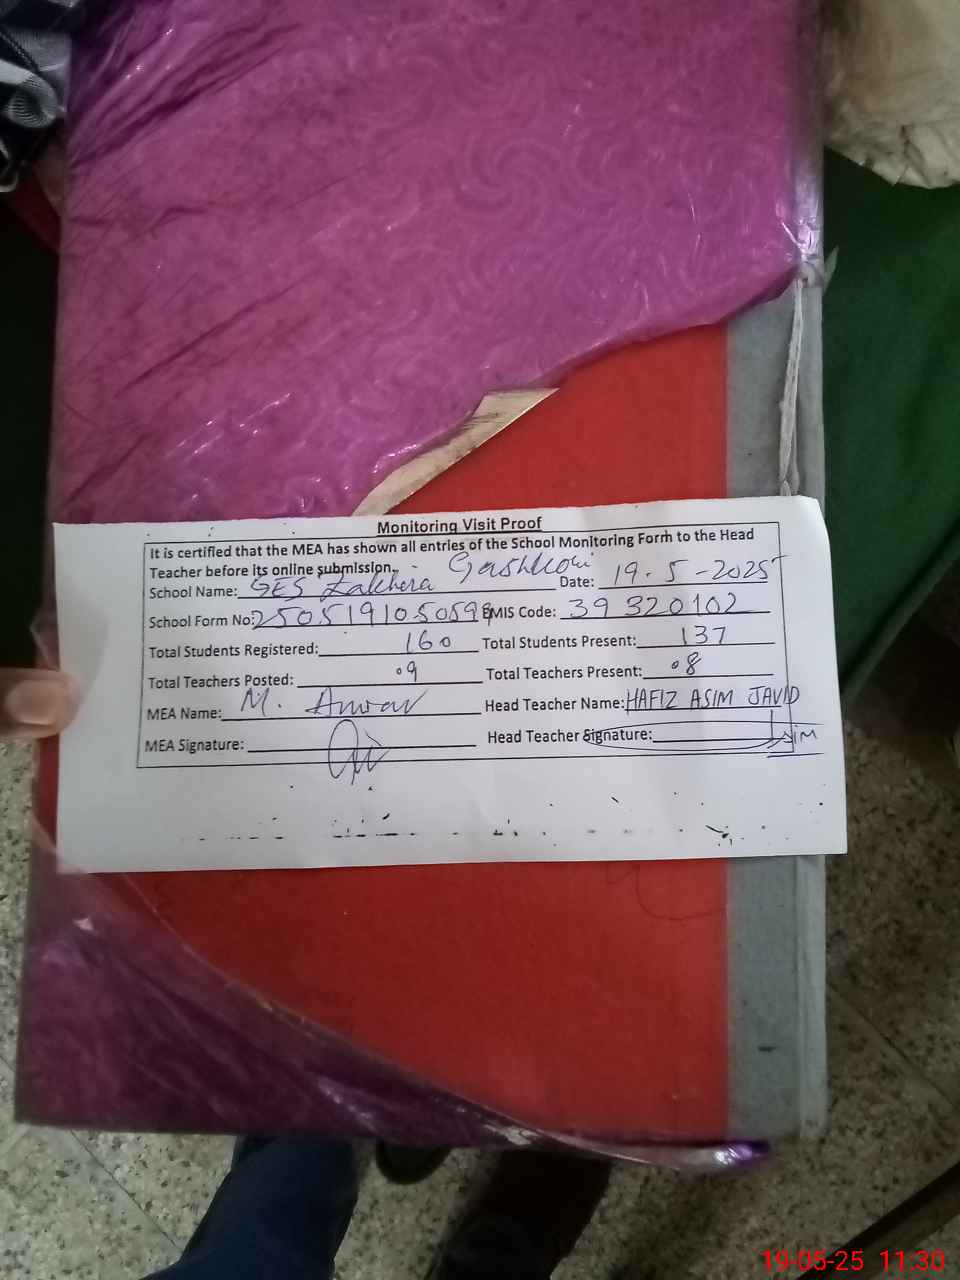 Monitoring Visit Proof
It is certified that the MEA has shown all entries of the School Monitoring Form to the Head
Teacher before its online submission.
School Name: GES Zakhira Gashkori Date: 19.5-2025
School Form No: 2505191050598 EMIS Code: 39320102
Total Students Registered: 160 Total Students Present: 137
Total Teachers Posted: 09 Total Teachers Present: 08
MEA Name: M. Anwar Head Teacher Name: HAFIZ ASIM JAVID
MEA Signature: Head Teacher Signature: Asim
19-05-25 11:30